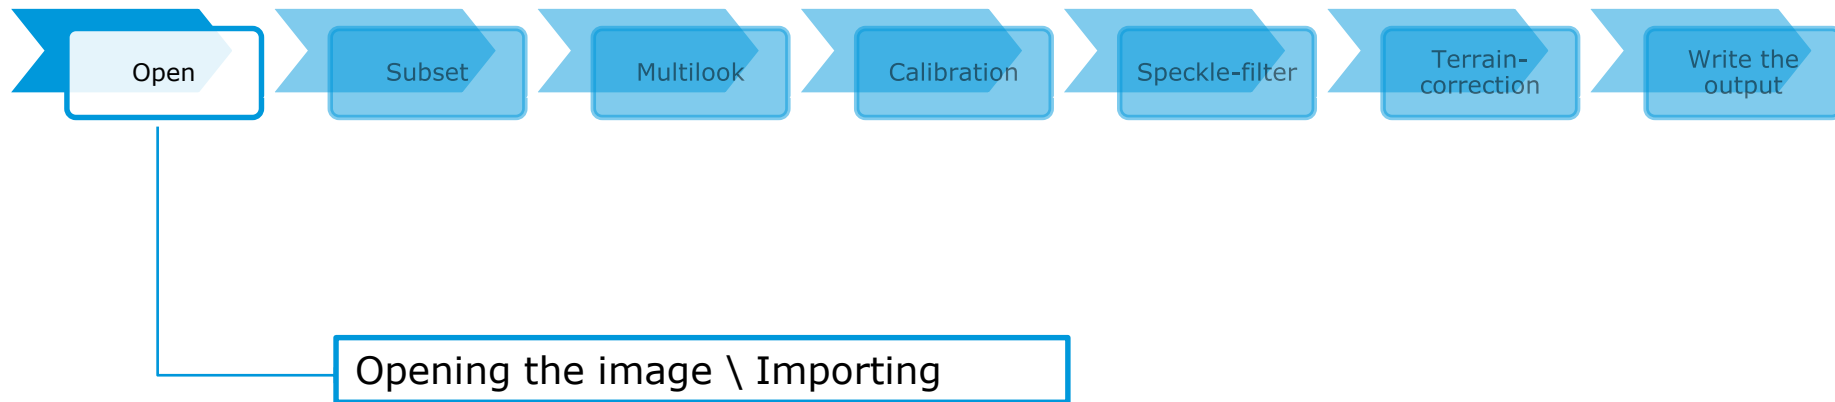 Open
Subset
Multilook
Calibration
Speckle-filter
Terrain-
correction
Write the
output
Opening the image \ Importing